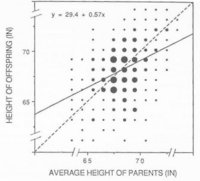 y = 29.4 + 0.57x
HEIGHT OF OFFSPRING (IN)
70
65
65
70
AVERAGE HEIGHT OF PARENTS (IN)